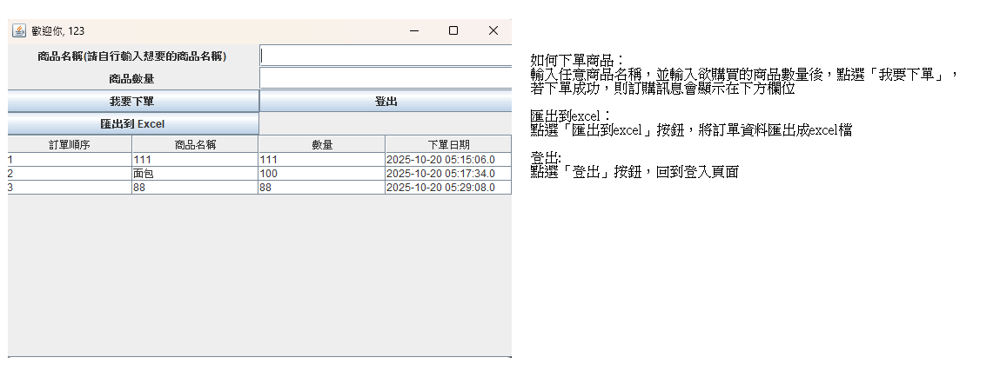 歡迎你, 123
商品名稱(請自行輸入想要的商品名稱)
商品數量
我要下單 登出
匯出到 Excel
訂單順序 商品名稱 數量 下單日期
1 111 111 2025-10-20 05:15:06.0
2 面包 100 2025-10-20 05:17:34.0
3 88 88 2025-10-20 05:29:08.0
如何下單商品：
輸入任意商品名稱，並輸入欲購買的商品數量後，點選「我要下單」，
若下單成功，則訂購訊息會顯示在下方欄位
匯出到excel：
點選「匯出到excel」按鈕，將訂單資料匯出成excel檔
登出:
點選「登出」按鈕，回到登入頁面